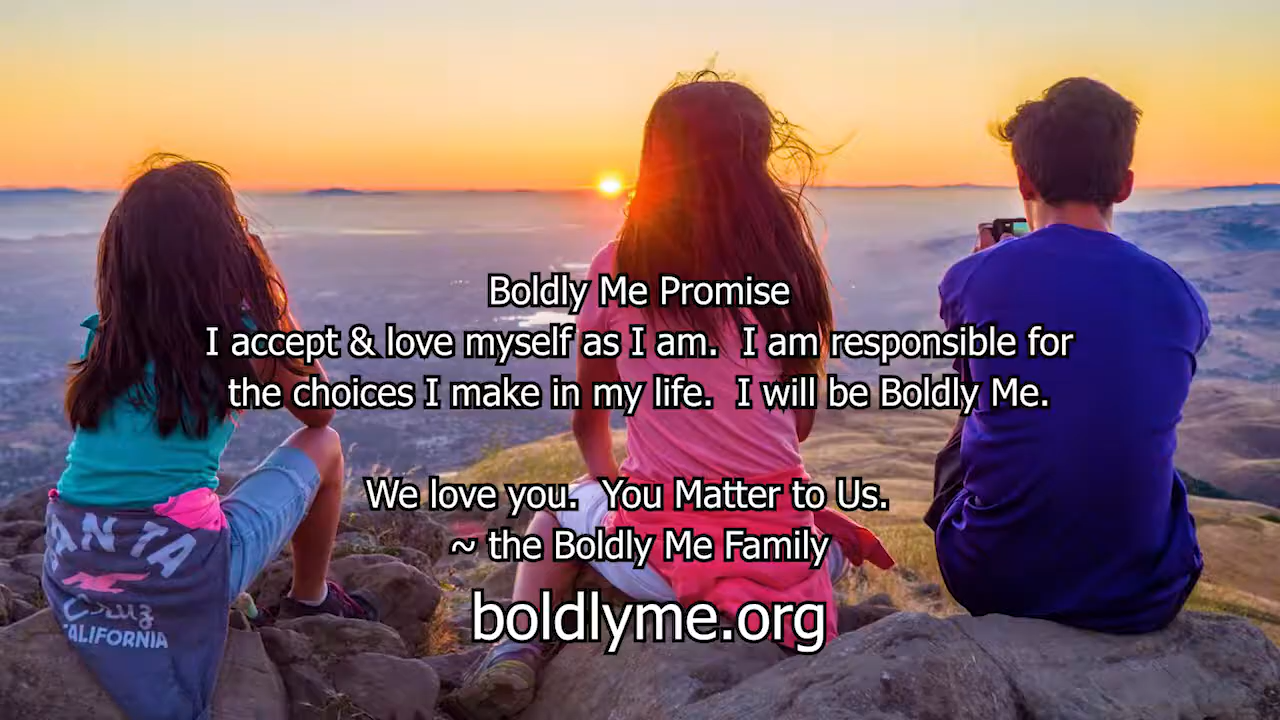 Boldly Me Promise
I accept & love myself as I am.  I am responsible for
the choices I make in my life.  I will be Boldly Me.
We love you.  You Matter to Us.
~ the Boldly Me Family
boldlyme.org
ANTA
Cruz
CALIFORNIA